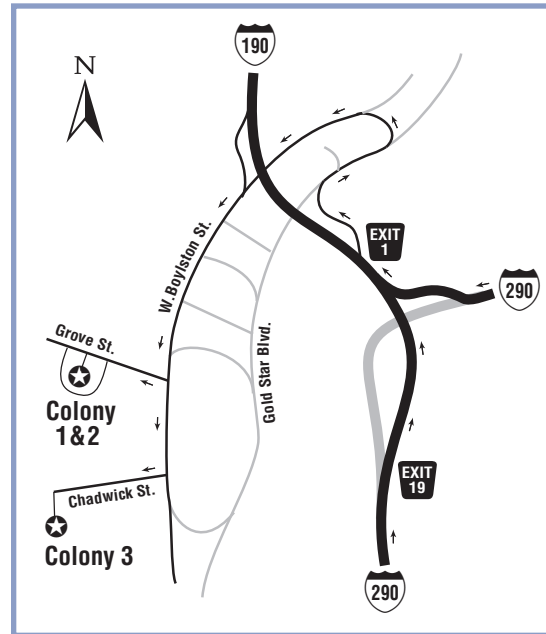 190
N
EXIT
1
290
W.Boylston St.
Grove St.
Gold Star Blvd.
Colony
1&2
EXIT
19
Chadwick St.
Colony 3
290